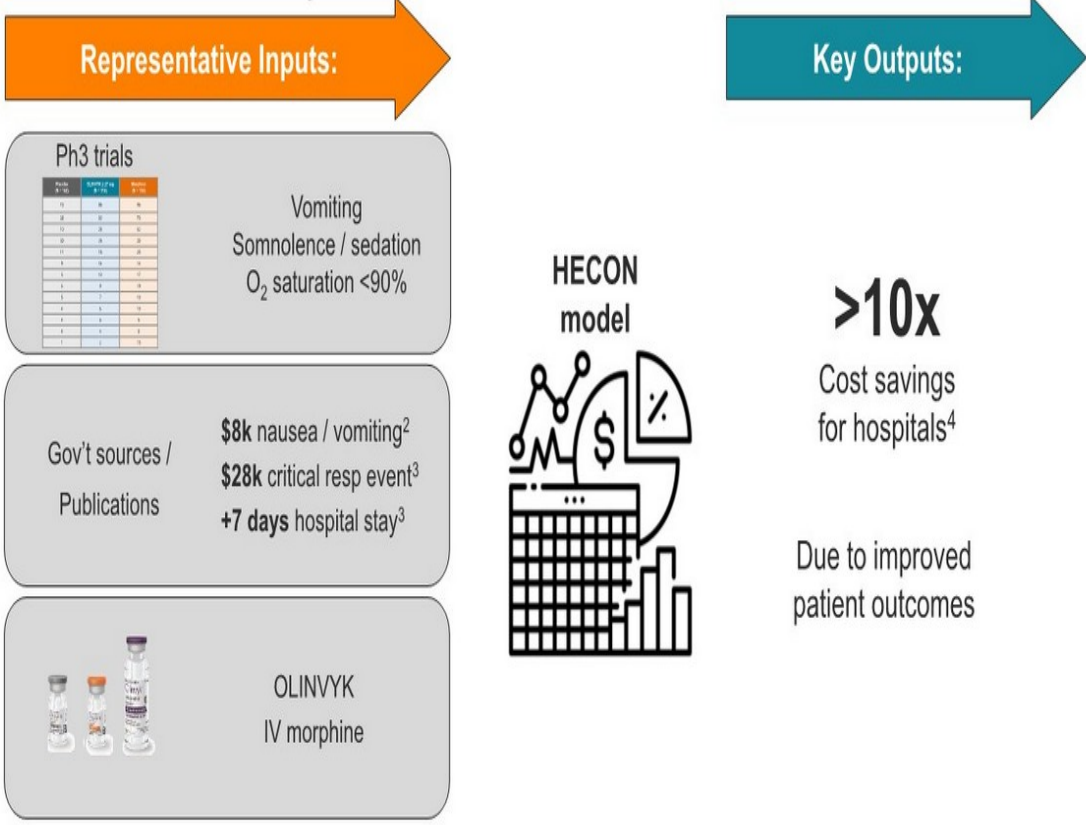 Representative Inputs:
Key Outputs:
Ph3 trials
Vomiting
Somnolence / sedation
O₂ saturation <90%
Gov't sources /
Publications
$8k nausea / vomiting²
$28k critical resp event³
+7 days hospital stay³
OLINVYK
IV morphine
HECON
model
$
%
>10x
Cost savings
for hospitals⁴
Due to improved
patient outcomes